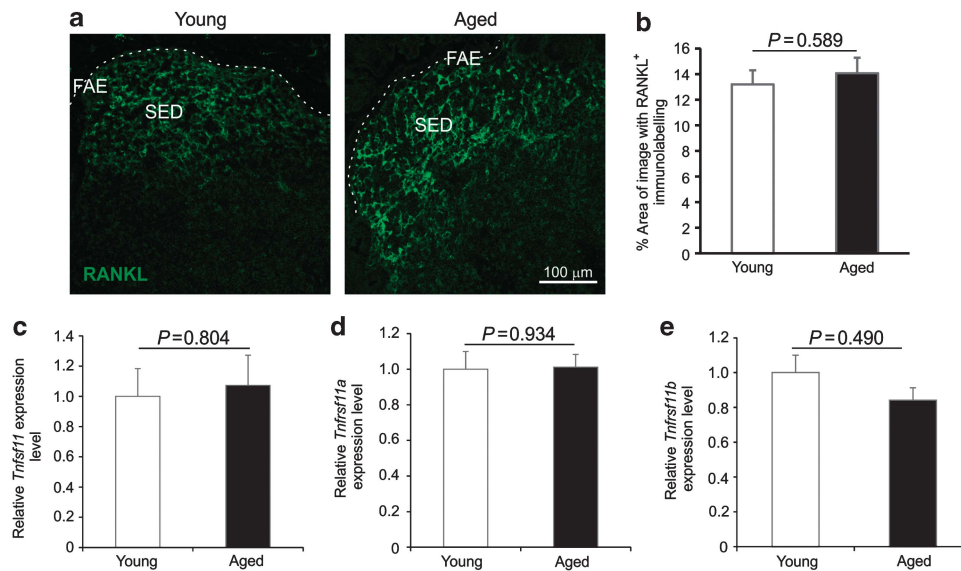 a
Young
Aged
FAE
SED
RANKL
FAE
SED
100 µm
b
P=0.589
% Area of image with RANKL+
immunolabelling
16
14
12
10
8
6
4
2
0
Young
Aged
c
P=0.804
Relative Tnfsf11 expression
level
1.4
1.2
1.0
0.8
0.6
0.4
0.2
0
Young
Aged
d
P=0.934
Relative Tnfrsf11a
expression level
1.2
1.0
0.8
0.6
0.4
0.2
0
Young
Aged
e
P=0.490
Relative Tnfrsf11b
expression level
1.2
1.0
0.8
0.6
0.4
0.2
0
Young
Aged